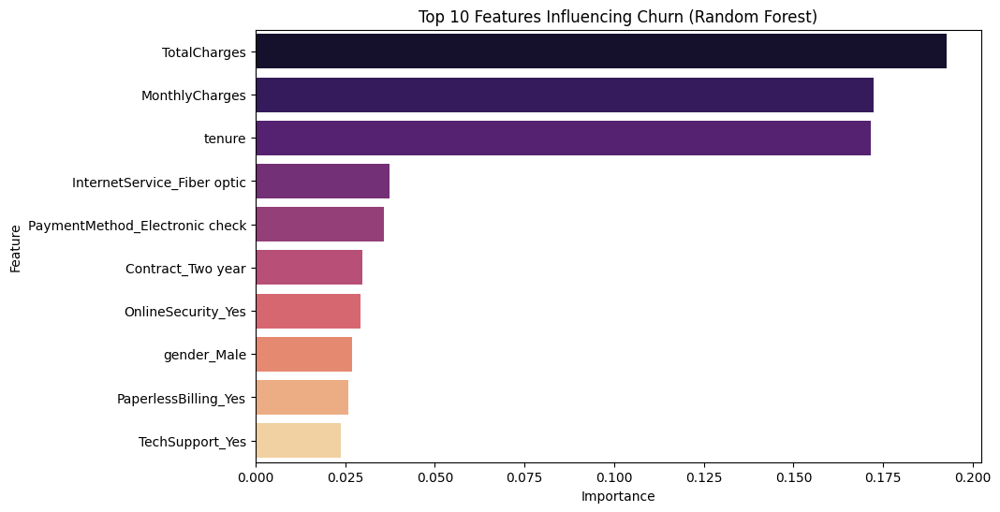 Top 10 Features Influencing Churn (Random Forest)
Feature
TotalCharges
MonthlyCharges
tenure
InternetService_Fiber optic
PaymentMethod_Electronic check
Contract_Two year
OnlineSecurity_Yes
gender_Male
PaperlessBilling_Yes
TechSupport_Yes
0.000 0.025 0.050 0.075 0.100 0.125 0.150 0.175 0.200
Importance